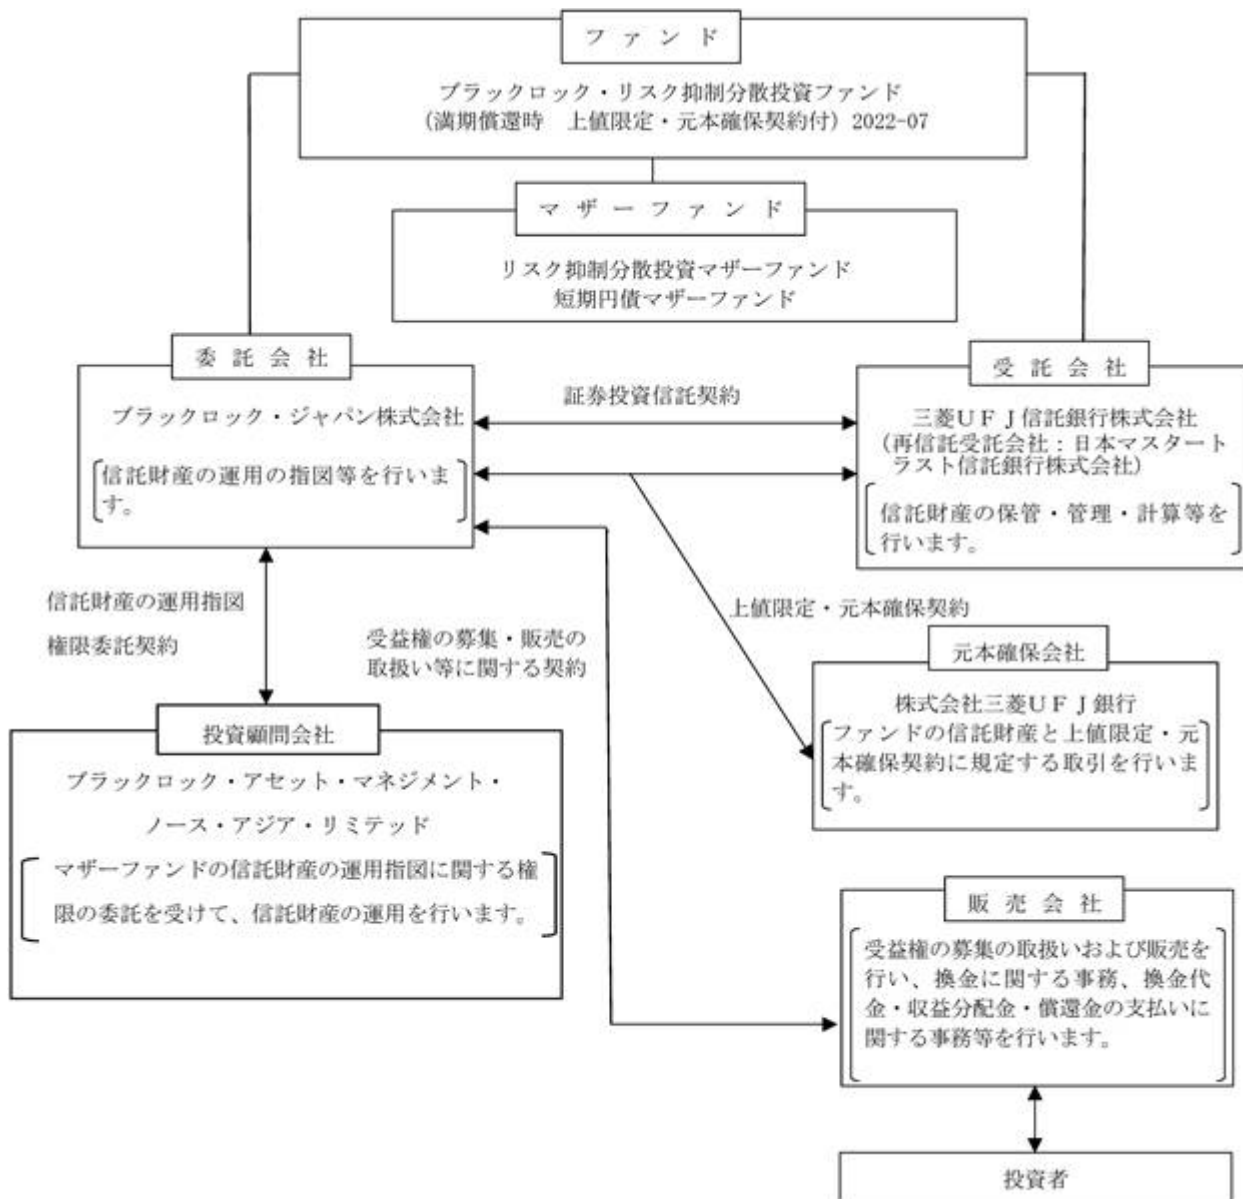 ファンド
ブラックロック・リスク抑制分散投資ファンド
(満期償還時　上値限定・元本確保契約付) 2022-07
マザーファンド
リスク抑制分散投資マザーファンド
短期円債マザーファンド
委託会社
ブラックロック・ジャパン株式会社
信託財産の運用の指図等を行いま
す。
証券投資信託契約
受託会社
三菱ＵＦＪ信託銀行株式会社
(再信託受託会社：日本マスタート
ラスト信託銀行株式会社)
信託財産の保管・管理・計算等を
行います。
信託財産の運用指図
権限委託契約
受益権の募集・販売の
取扱い等に関する契約
上値限定・元本確保契約
元本確保会社
株式会社三菱ＵＦＪ銀行
ファンドの信託財産と上値限定・元
本確保契約に規定する取引を行いま
す。
投資顧問会社
ブラックロック・アセット・マネジメント・
ノース・アジア・リミテッド
マザーファンドの信託財産の運用指図に関する権
限の委託を受けて、信託財産の運用を行います。
販売会社
受益権の募集の取扱いおよび販売を
行い、換金に関する事務、換金代
金・収益分配金・償還金の支払いに
関する事務等を行います。
投資者